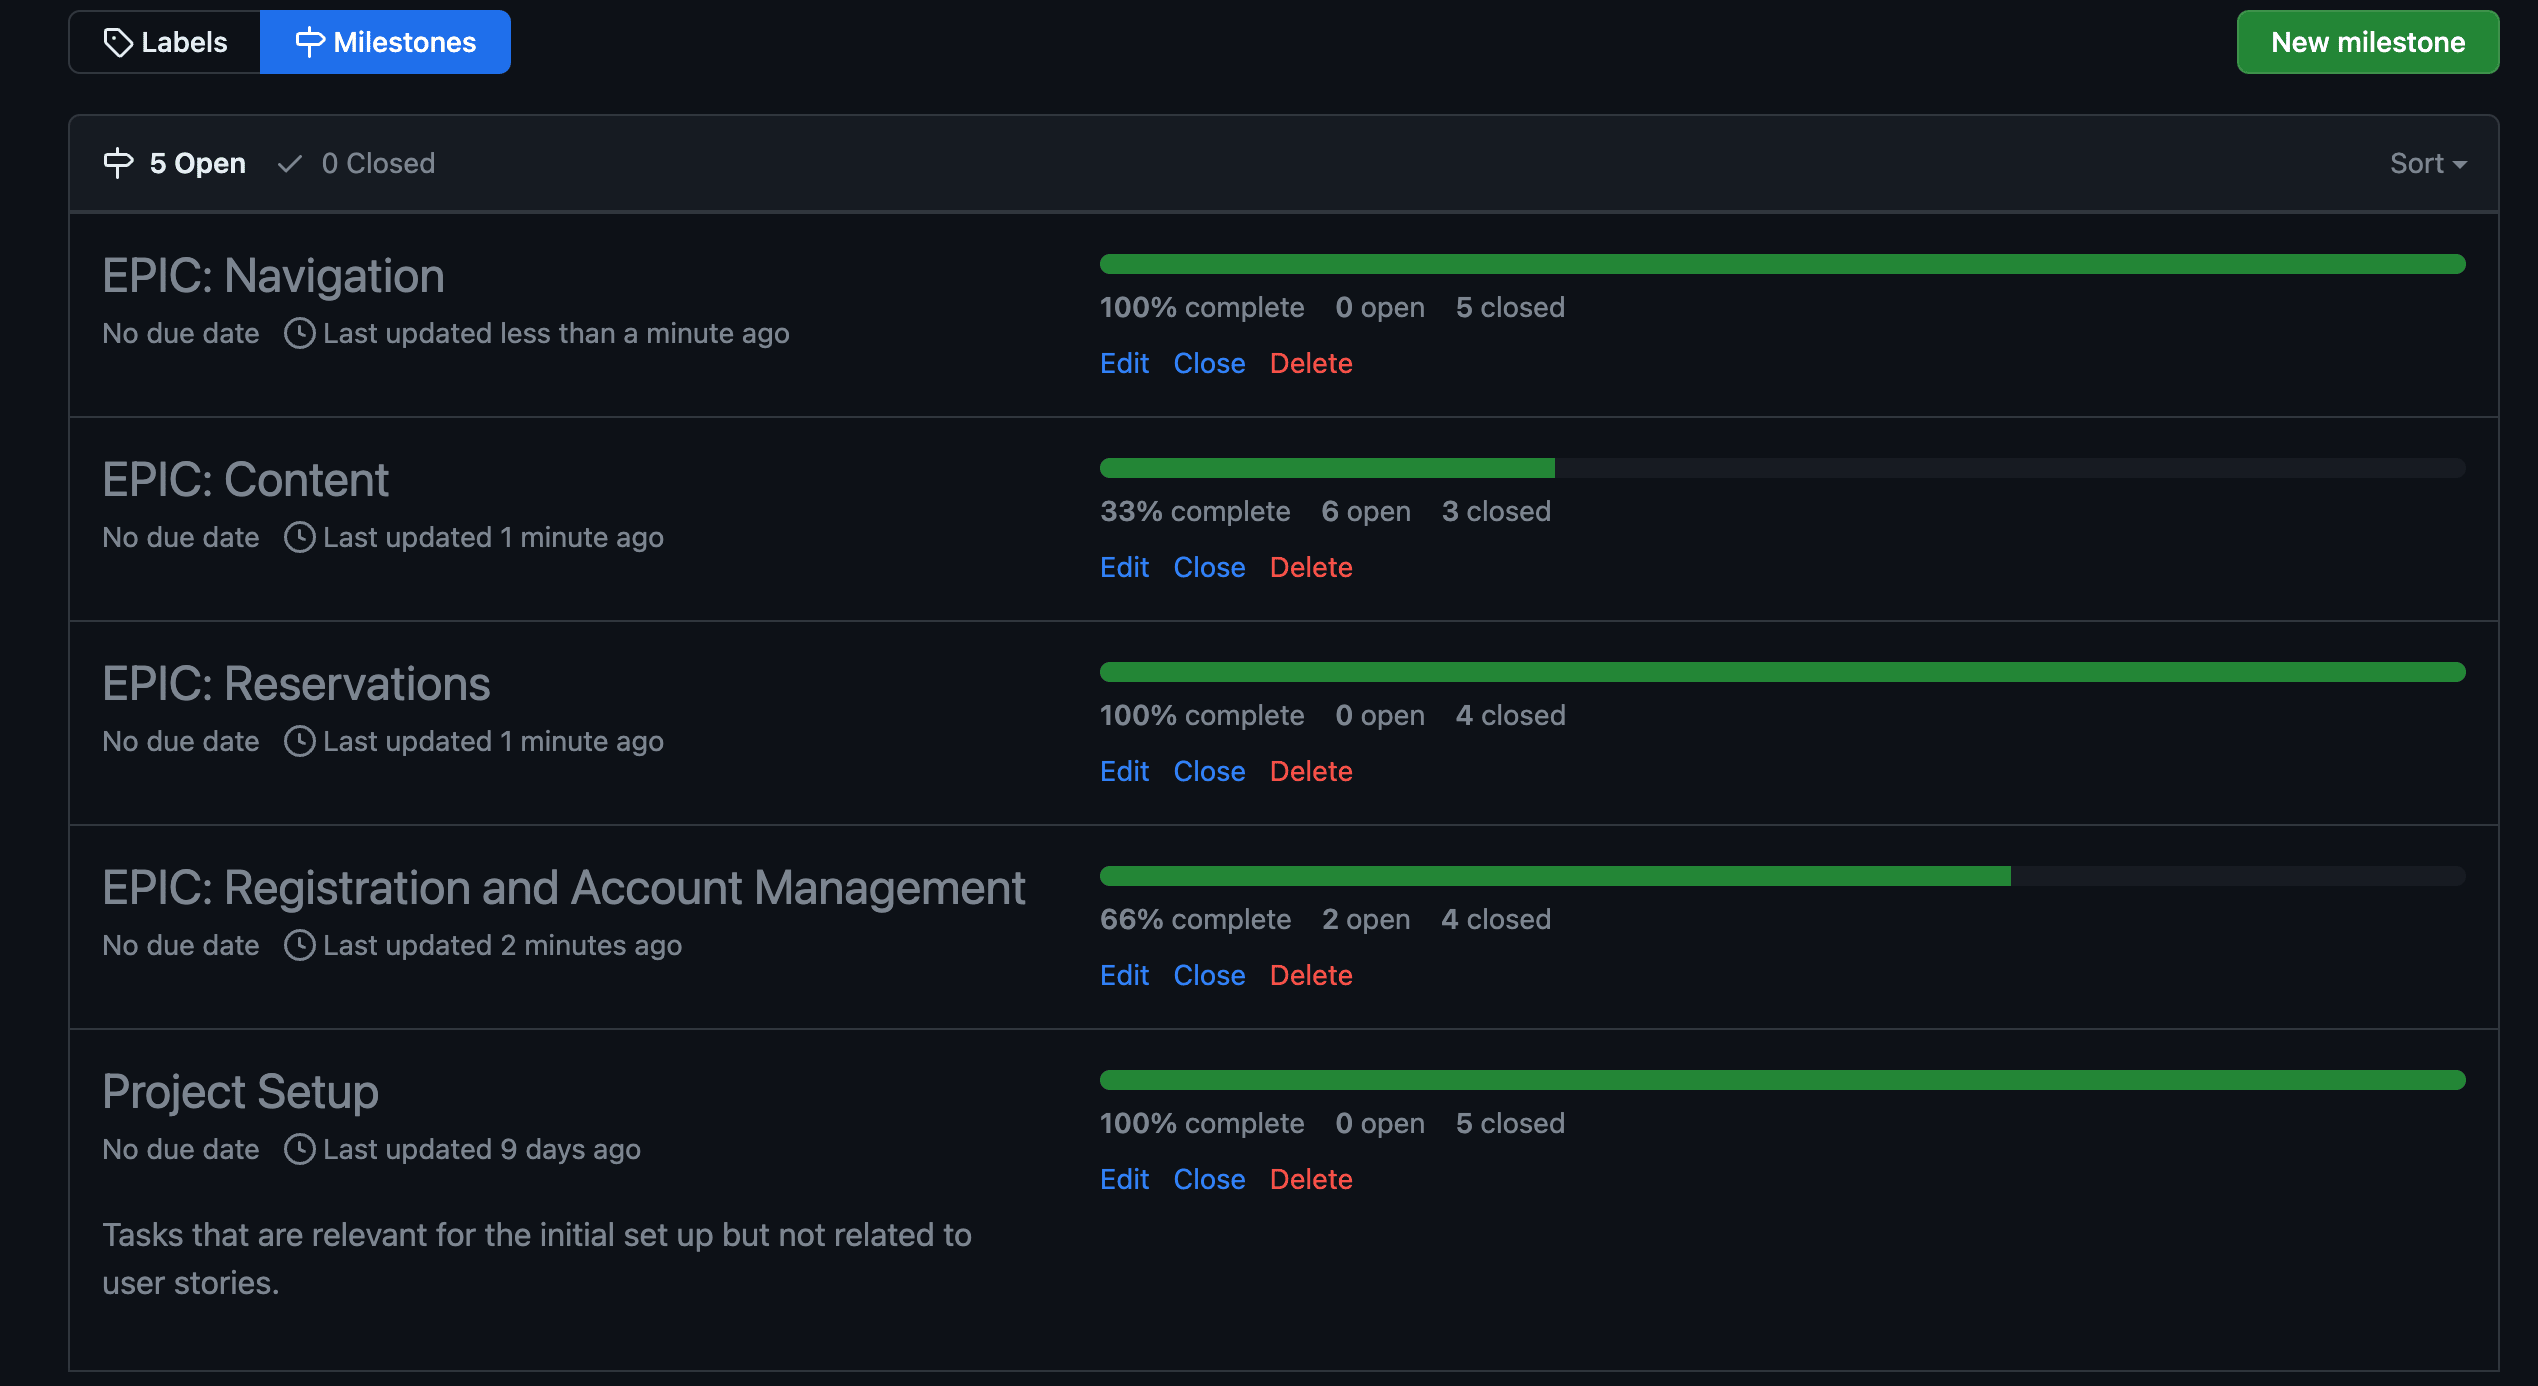 Labels
Milestones
New milestone
5 Open
0 Closed
Sort
EPIC: Navigation
No due date Last updated less than a minute ago
100% complete 0 open 5 closed
Edit Close Delete
EPIC: Content
No due date Last updated 1 minute ago
33% complete 6 open 3 closed
Edit Close Delete
EPIC: Reservations
No due date Last updated 1 minute ago
100% complete 0 open 4 closed
Edit Close Delete
EPIC: Registration and Account Management
No due date Last updated 2 minutes ago
66% complete 2 open 4 closed
Edit Close Delete
Project Setup
No due date Last updated 9 days ago
Tasks that are relevant for the initial set up but not related to
user stories.
100% complete 0 open 5 closed
Edit Close Delete